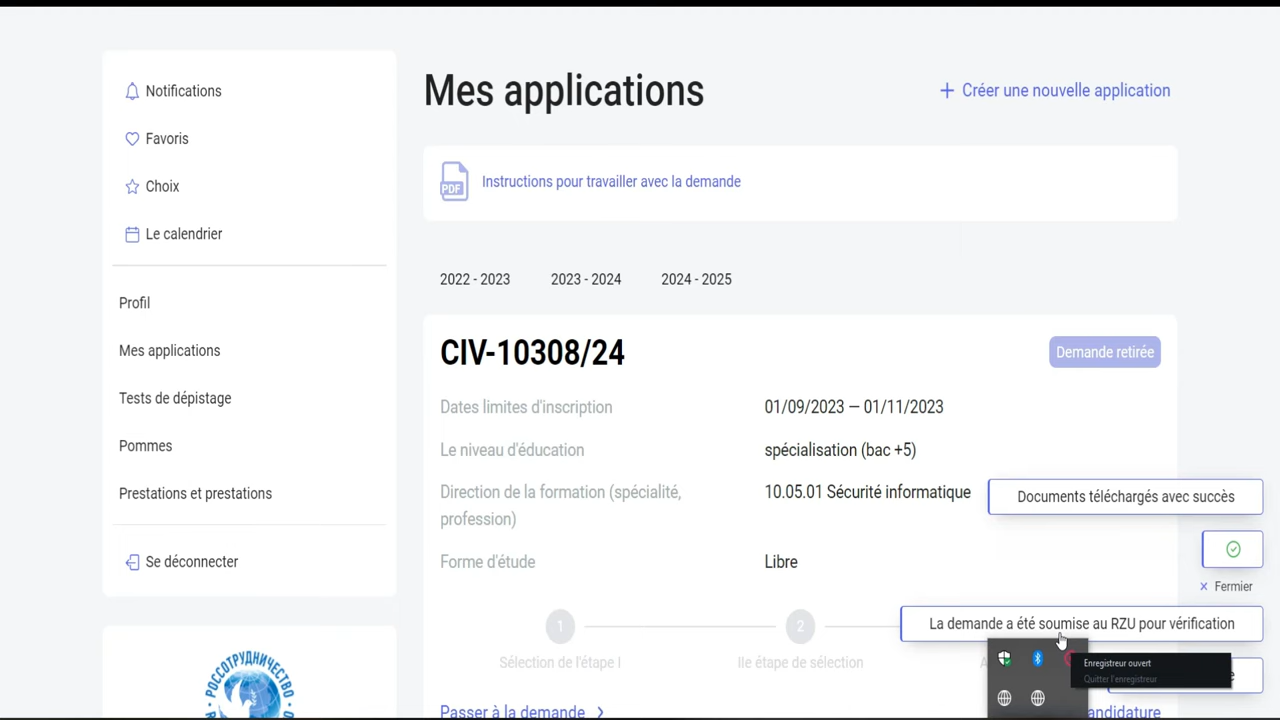 Notifications
Favoris
Choix
Le calendrier
Profil
Mes applications
Tests de dépistage
Pommes
Prestations et prestations
Se déconnecter
РОССОТРУДНИЧЕСТВО
Mes applications
+ Créer une nouvelle application
PDF
Instructions pour travailler avec la demande
2022 - 2023 2023 - 2024 2024 - 2025
CIV-10308/24
Demande retirée
Dates limites d'inscription 01/09/2023 — 01/11/2023
Le niveau d'éducation spécialisation (bac +5)
Direction de la formation (spécialité,
profession)
10.05.01 Sécurité informatique
Forme d'étude Libre
1 2
Sélection de l'étape I IIe étape de sélection
Passer à la demande
Documents téléchargés avec succès
Fermier
La demande a été soumise au RZU pour vérification
Enregistreur ouvert
Quitter l'enregistreur